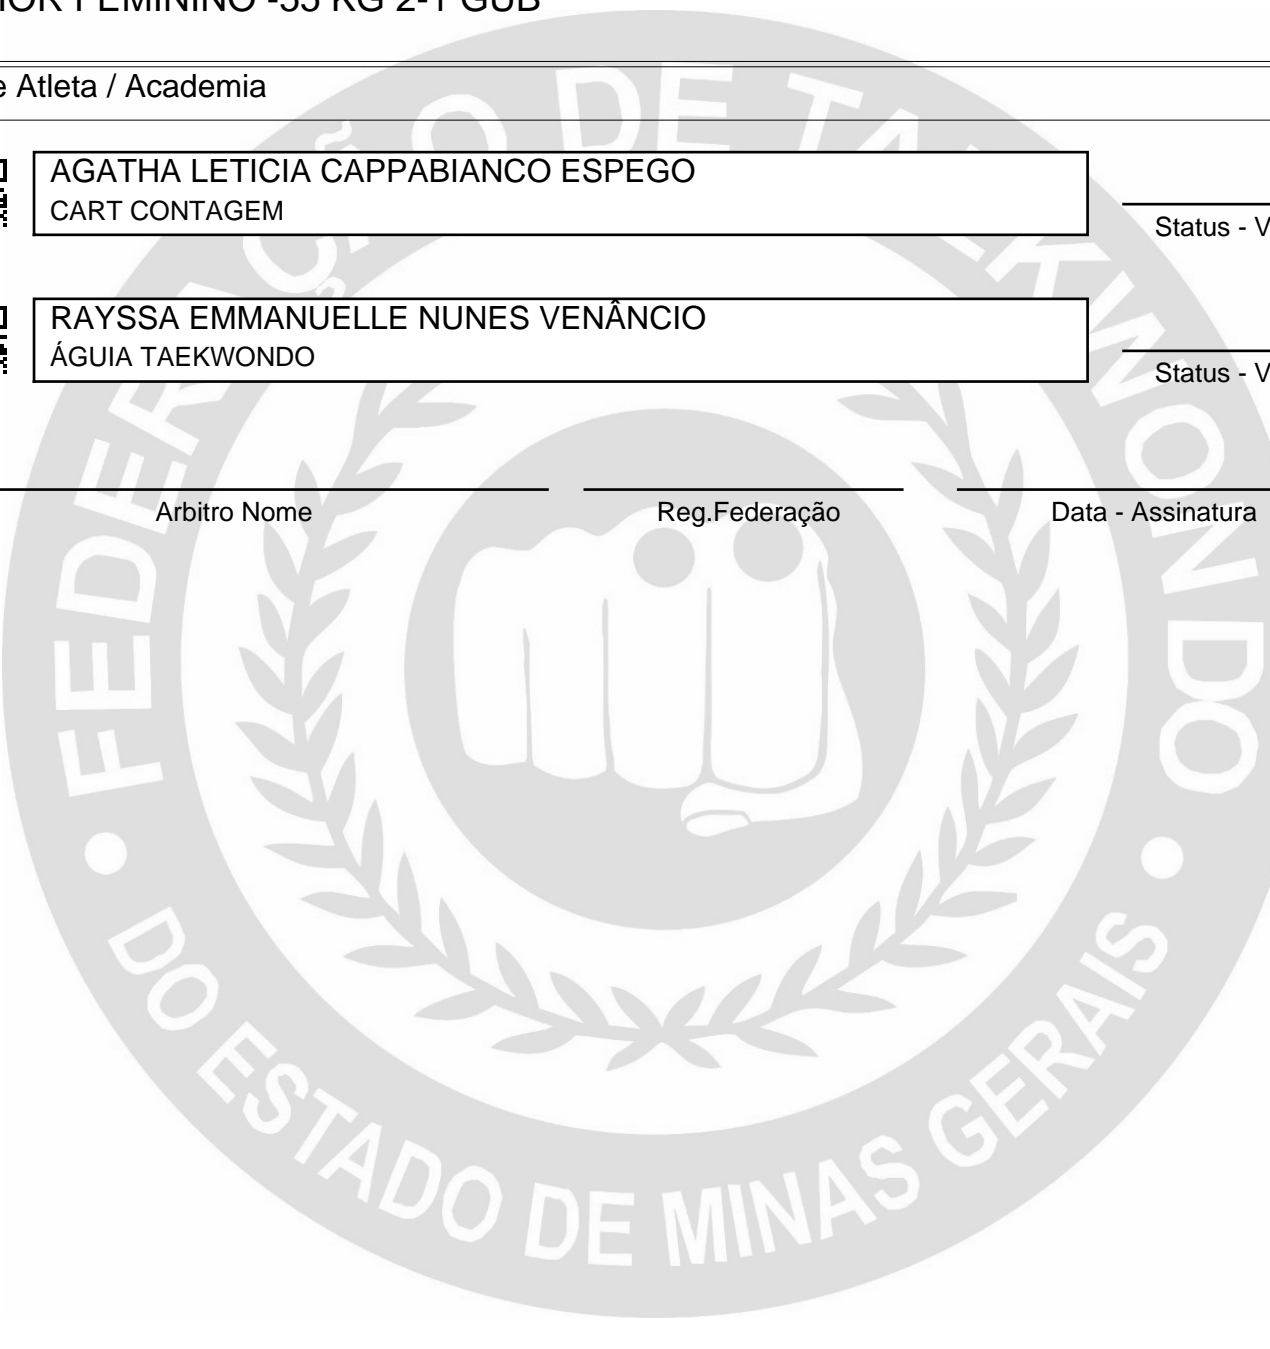 FEMININO -55 KG 2-1 GUB
Atleta / Academia
AGATHA LETICIA CAPPABIANCO ESPEGO
CART CONTAGEM
Status - V
RAYSSA EMMANUELLE NUNES VENÂNCIO
ÁGUIA TAEKWONDO
Status - V
Arbitro Nome
Reg.Federação
Data - Assinatura
FEDERAÇÃO DE TAEKWONDO
DO ESTADO DE MINAS GERAIS